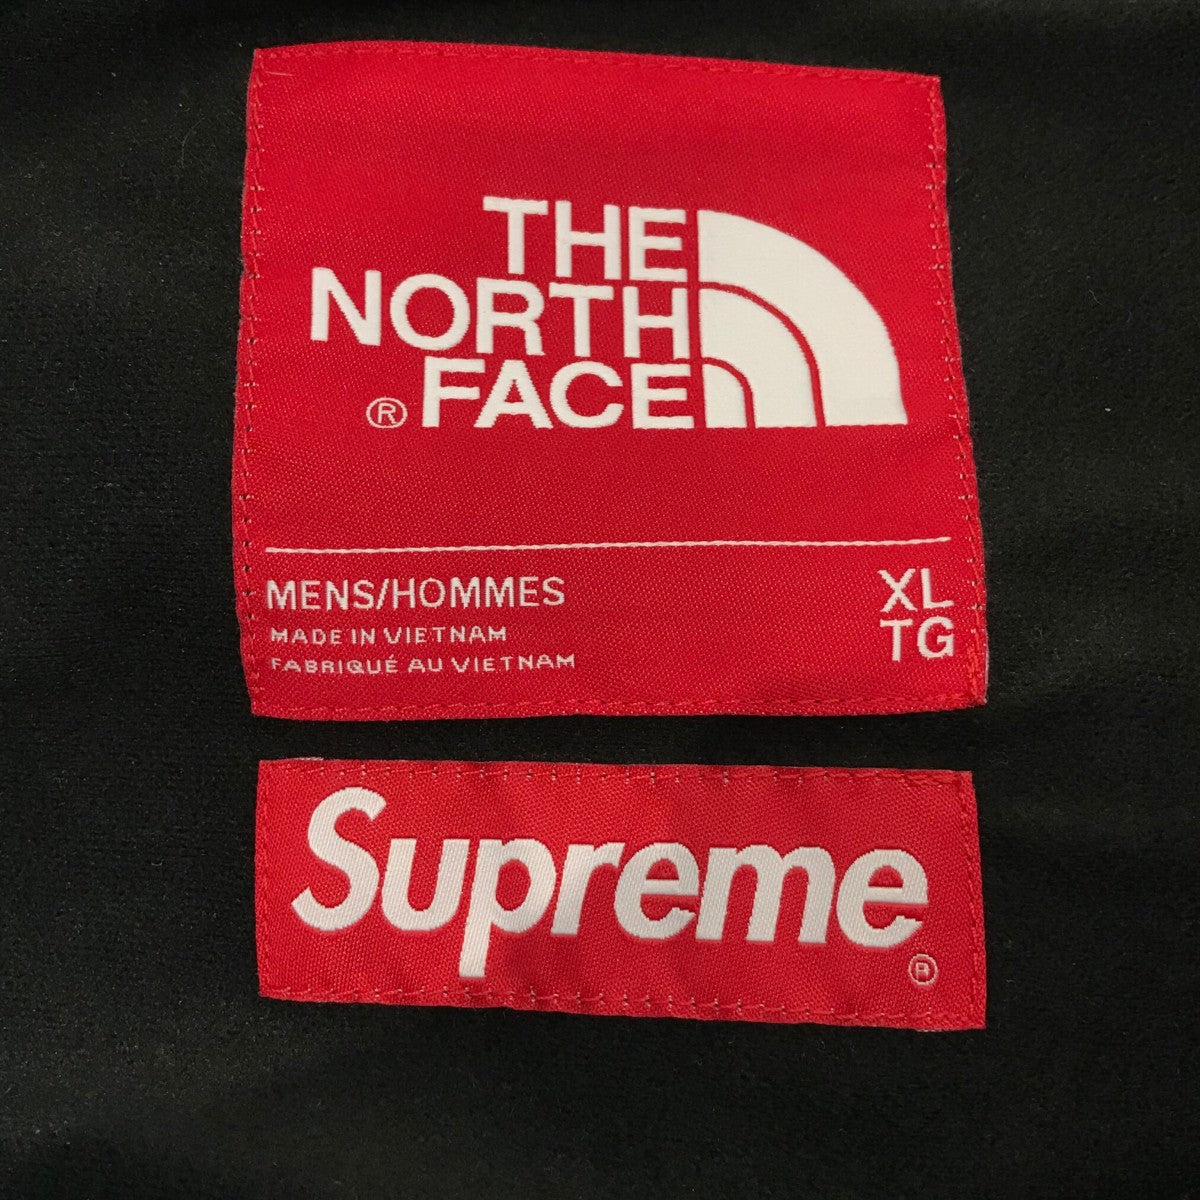 THE
NORTH
® FACE
MENS/HOMMES XL
MADE IN VIETNAM TG
FABRIQUÉ AU VIETNAM
Supreme ®